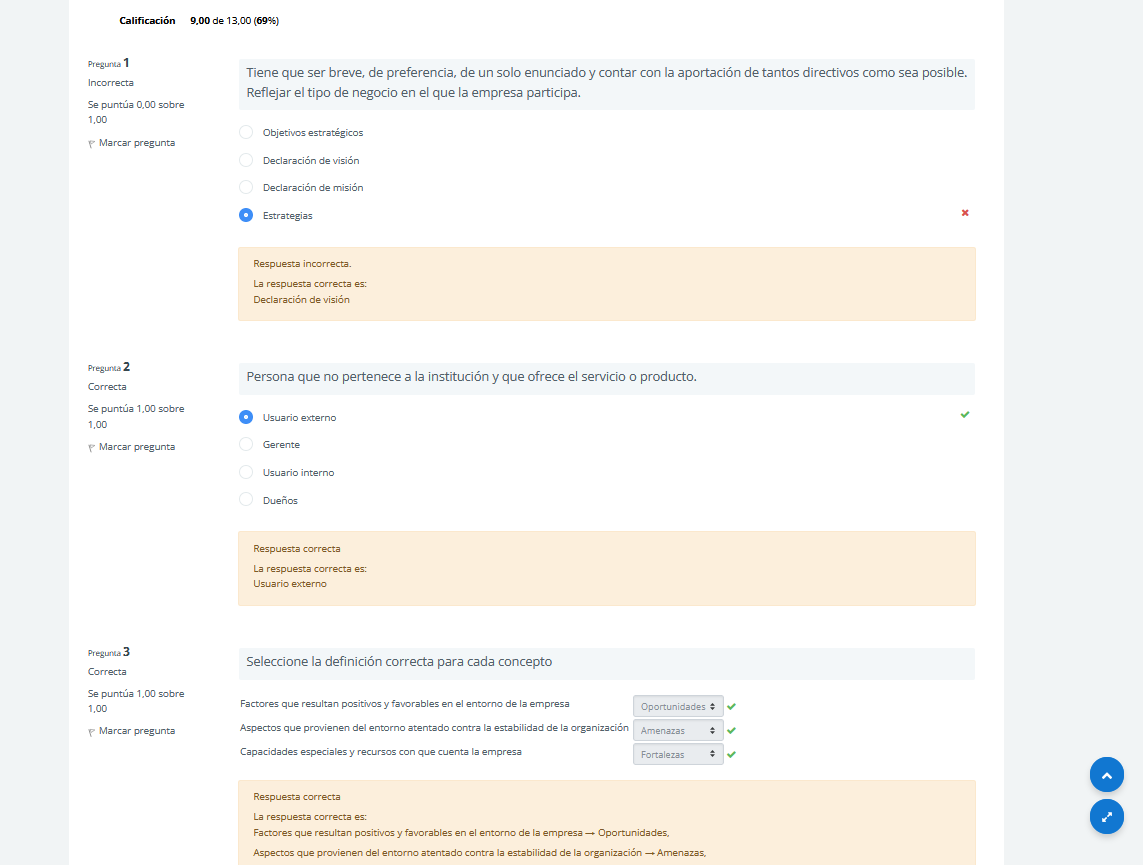 Calificación 9,00 de 13,00 (69%)
Pregunta 1
Incorrecta
Se puntúa 0,00 sobre
1,00
Marcar pregunta
Tiene que ser breve, de preferencia, de un solo enunciado y contar con la aportación de tantos directivos como sea posible.
Reflejar el tipo de negocio en el que la empresa participa.
Objetivos estratégicos
Declaración de visión
Declaración de misión
Estrategias
Respuesta incorrecta.
La respuesta correcta es:
Declaración de visión
Pregunta 2
Correcta
Se puntúa 1,00 sobre
1,00
Marcar pregunta
Persona que no pertenece a la institución y que ofrece el servicio o producto.
Usuario externo
Gerente
Usuario interno
Dueños
Respuesta correcta
La respuesta correcta es:
Usuario externo
Pregunta 3
Correcta
Se puntúa 1,00 sobre
1,00
Marcar pregunta
Seleccione la definición correcta para cada concepto
Factores que resultan positivos y favorables en el entorno de la empresa Oportunidades
Aspectos que provienen del entorno atentado contra la estabilidad de la organización Amenazas
Capacidades especiales y recursos con que cuenta la empresa Fortalezas
Respuesta correcta
La respuesta correcta es:
Factores que resultan positivos y favorables en el entorno de la empresa → Oportunidades,
Aspectos que provienen del entorno atentado contra la estabilidad de la organización → Amenazas,